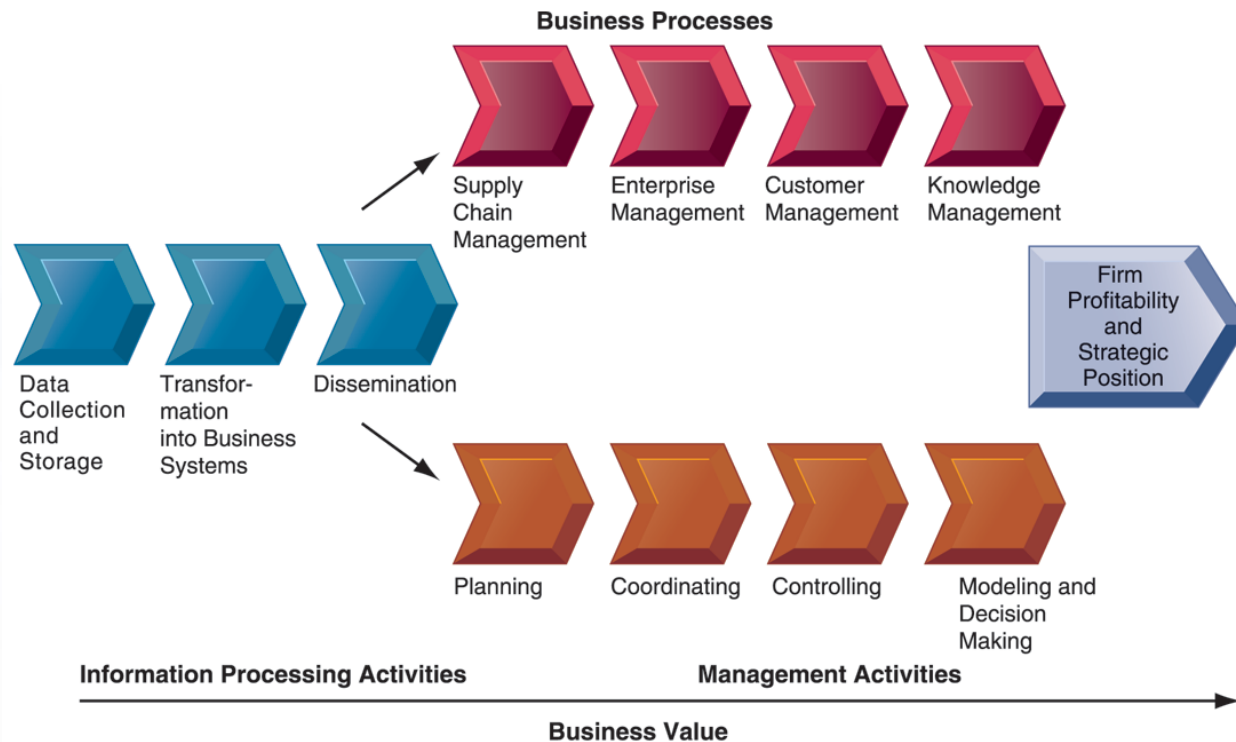 Business Processes
Supply
Chain
Management
Enterprise
Management
Customer
Management
Knowledge
Management
Data
Collection
and
Storage
Transfor-
mation
into Business
Systems
Dissemination
Firm
Profitability
and
Strategic
Position
Planning
Coordinating
Controlling
Modeling and
Decision
Making
Information Processing Activities
Management Activities
Business Value